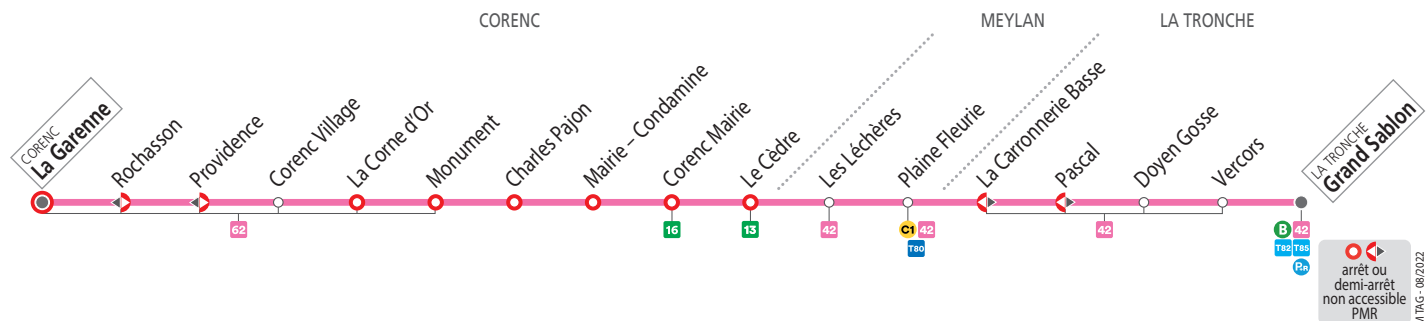 CORENC
MEYLAN
LA TRONCHE
CORENC
La Garenne
Rochasson
Providence
Corenc Village
La Corne d'Or
Monument
Charles Pajon
Mairie – Condamine
Corenc Mairie
Le Cèdre
Les Léchères
Plaine Fleurie
La Carronnerie Basse
Pascal
Doyen Gosse
Vercors
LA TRONCHE
Grand Sablon
62
16
13
42
C1 42
T80
42
B 42
T82 T85
P+R
arrêt ou
demi-arrêt
non accessible
PMR
TAG - 08/2022